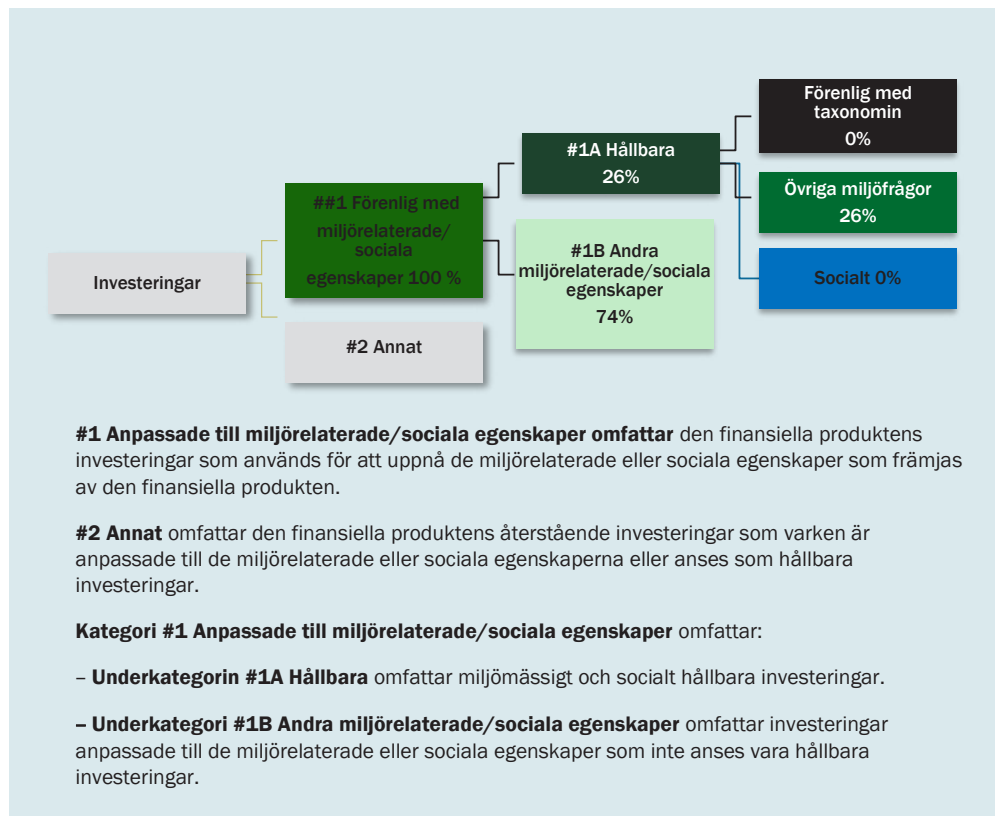 Investeringar
##1 Förenlig med
miljörelaterade/
sociala
egenskaper 100 %
#2 Annat
#1A Hållbara
26%
#1B Andra
miljörelaterade/sociala
egenskaper
74%
Förenlig med
taxonomin
0%
Övriga miljöfrågor
26%
Socialt 0%
#1 Anpassade till miljörelaterade/sociala egenskaper omfattar den finansiella produktens
investeringar som används för att uppnå de miljörelaterade eller sociala egenskaper som främjas
av den finansiella produkten.
#2 Annat omfattar den finansiella produktens återstående investeringar som varken är
anpassade till de miljörelaterade eller sociala egenskaperna eller anses som hållbara
investeringar.
Kategori #1 Anpassade till miljörelaterade/sociala egenskaper omfattar:
– Underkategorin #1A Hållbara omfattar miljömässigt och socialt hållbara investeringar.
– Underkategori #1B Andra miljörelaterade/sociala egenskaper omfattar investeringar
anpassade till de miljörelaterade eller sociala egenskaper som inte anses vara hållbara
investeringar.